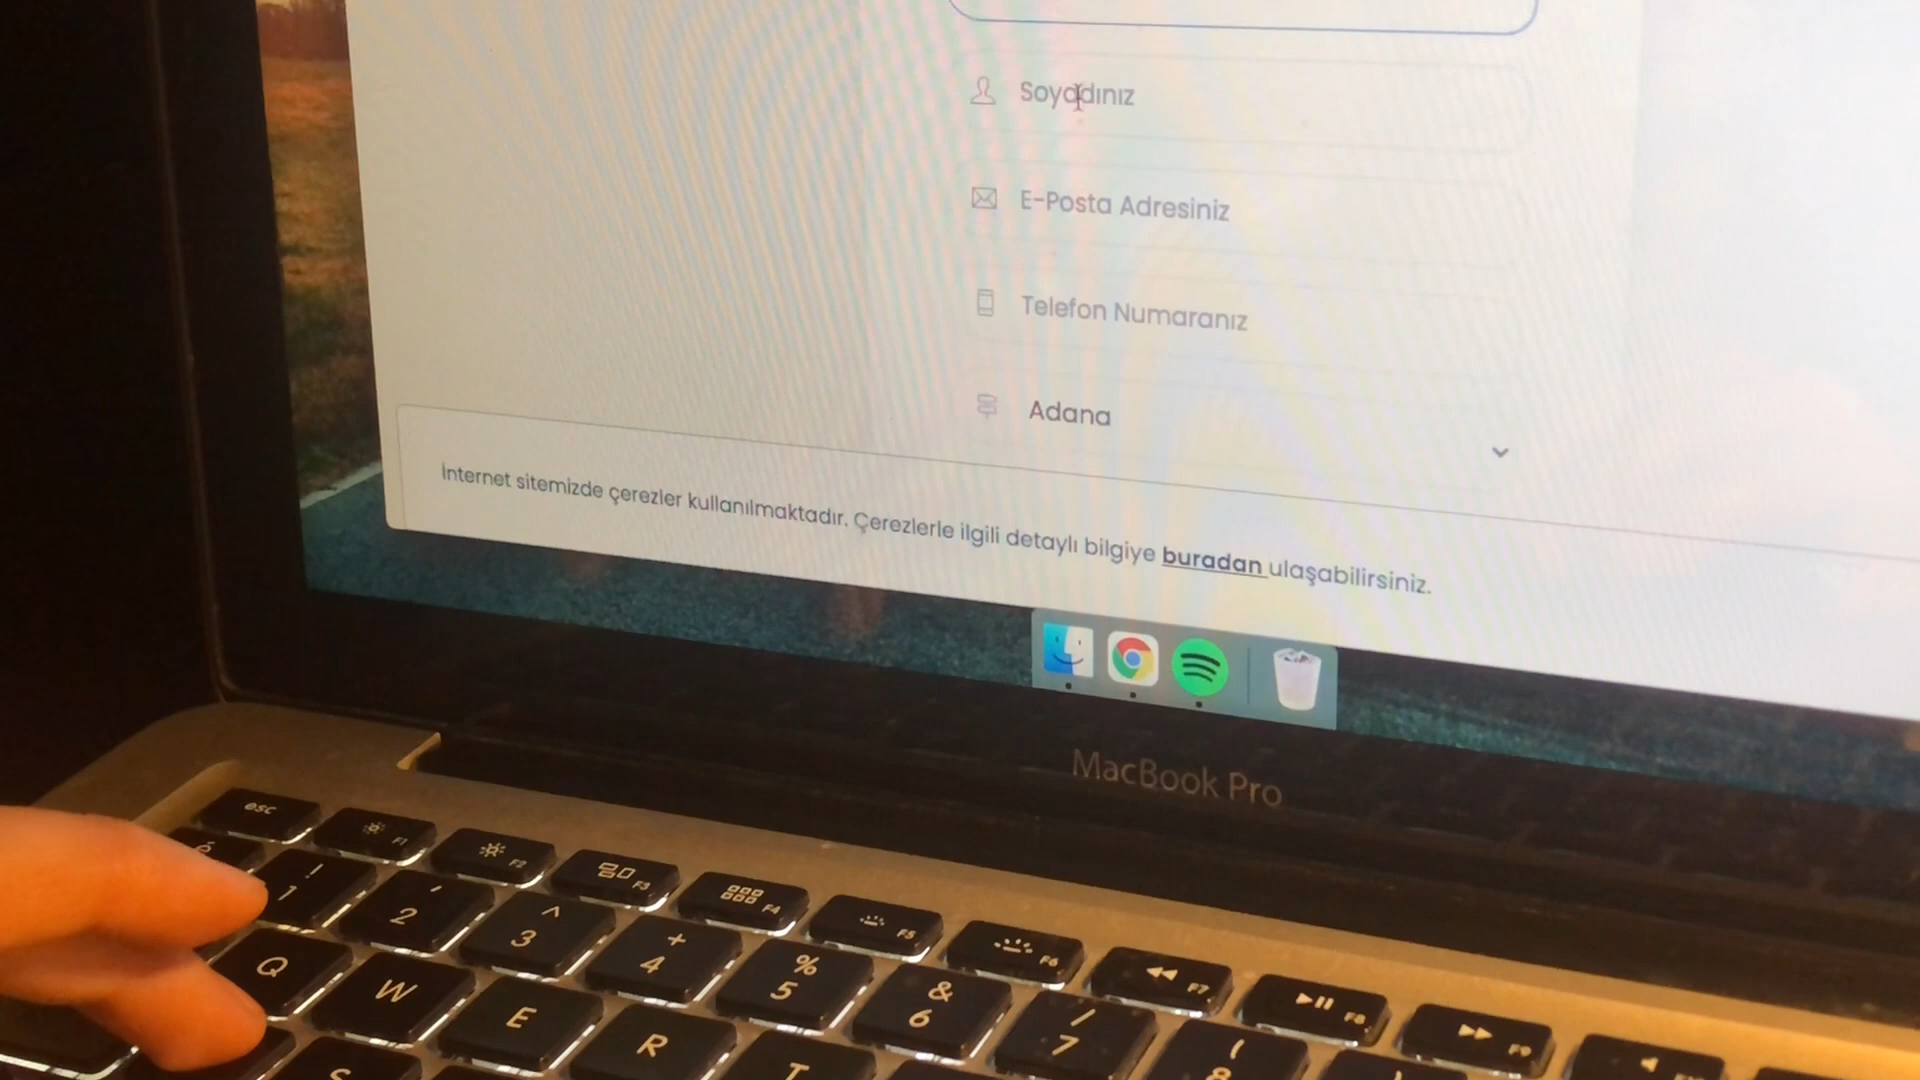 Soyadınız
E-Posta Adresiniz
Telefon Numaranız
Adana
İnternet sitemizde çerezler kullanılmaktadır. Çerezlerle ilgili detaylı bilgiye buradan ulaşabilirsiniz.
MacBook Pro
esc F1 F2 F3 F4 F5 F6 F7 F8 F9
é ! ' ^ + % & / (
1 2 3 4 5 6 7 8
Q W E R T
S